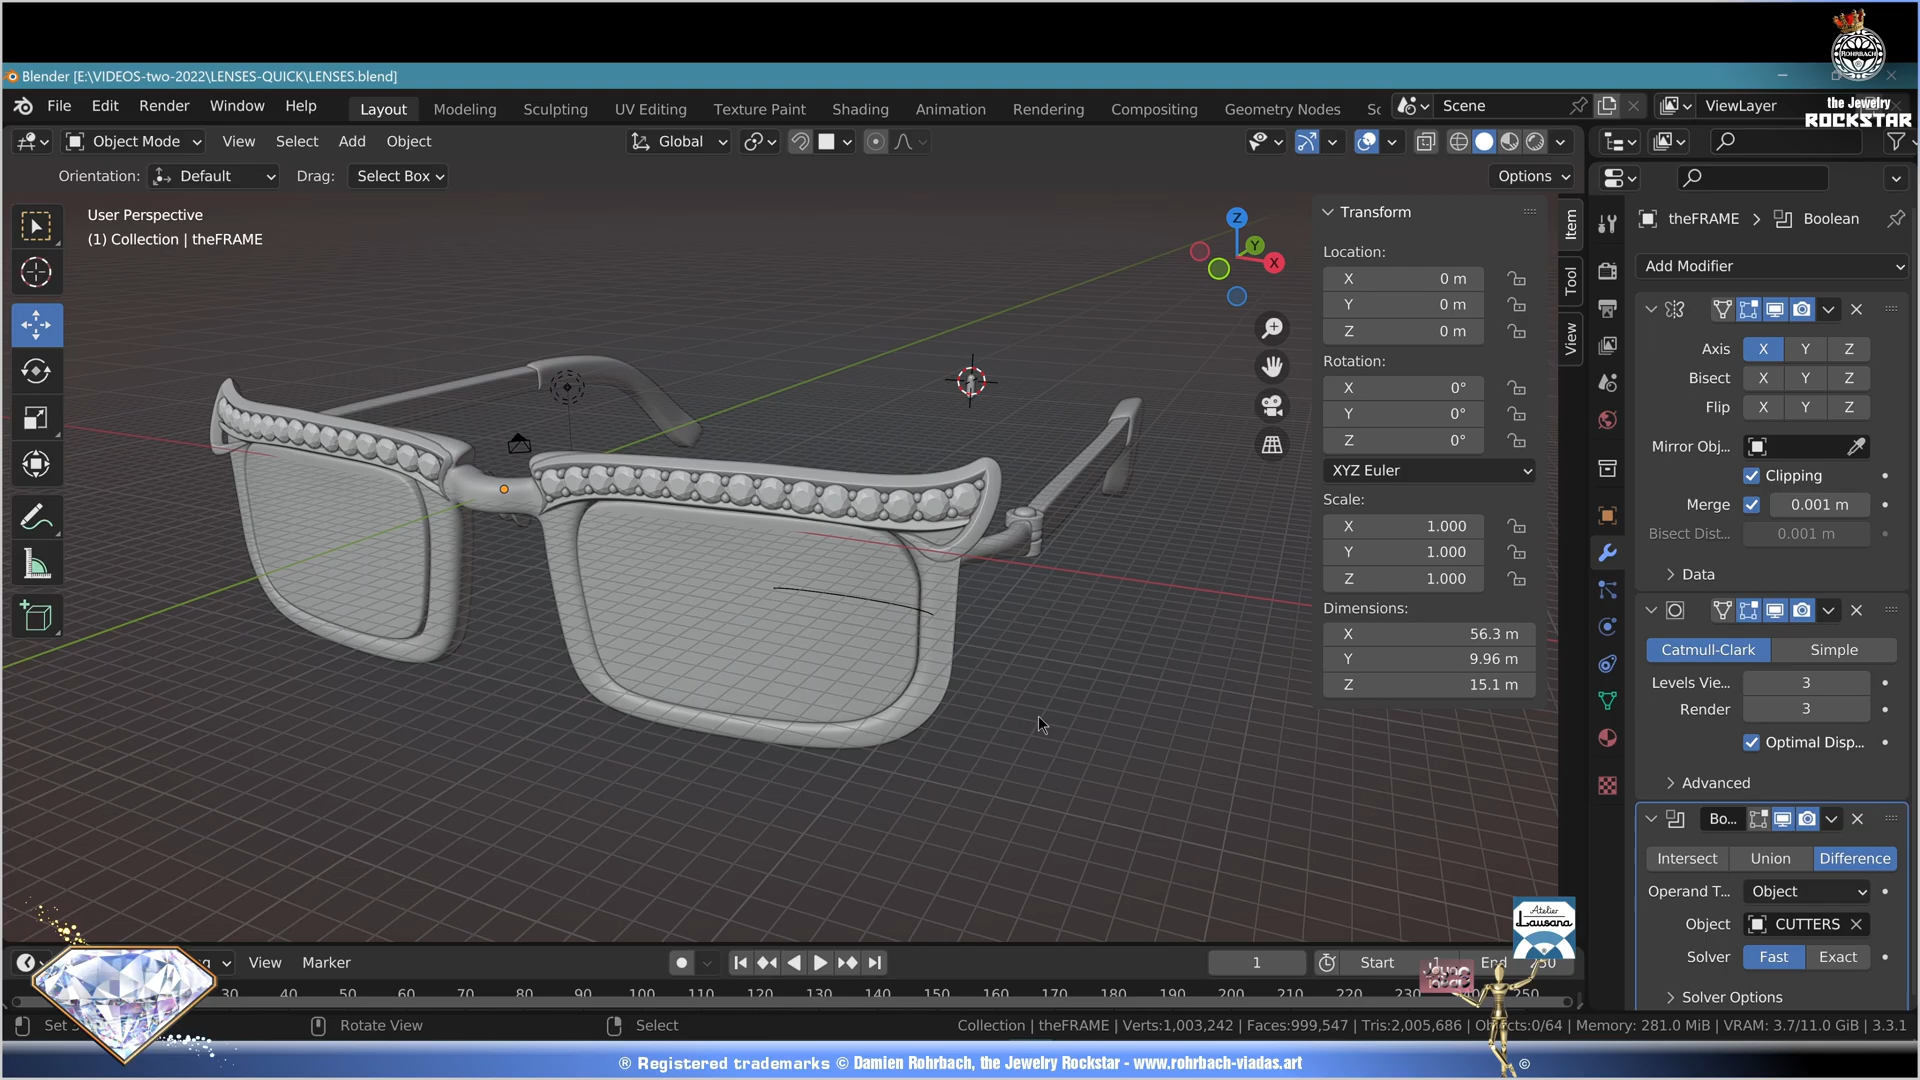 ROHRBACH
Blender [E:\VIDEOS-two-2022\LENSES-QUICK\LENSES.blend]
File Edit Render Window Help Layout Modeling Sculpting UV Editing Texture Paint Shading Animation Rendering Compositing Geometry Nodes Sc Scene ViewLayer
the Jewelry
ROCKSTAR
Object Mode View Select Add Object Global
Orientation: Default Drag: Select Box Options
User Perspective
(1) Collection | theFRAME
Z
Y
X
Transform
Location:
X 0 m
Y 0 m
Z 0 m
Rotation:
X 0°
Y 0°
Z 0°
XYZ Euler
Scale:
X 1.000
Y 1.000
Z 1.000
Dimensions:
X 56.3 m
Y 9.96 m
Z 15.1 m
Item
Tool
View
theFRAME > Boolean
Add Modifier
Axis X Y Z
Bisect X Y Z
Flip X Y Z
Mirror Obj...
Clipping
Merge 0.001 m
Bisect Dist... 0.001 m
Data
Catmull-Clark Simple
Levels Vie... 3
Render 3
Optimal Disp...
Advanced
Bo...
Intersect Union Difference
Operand T... Object
Object CUTTERS
Solver Fast Exact
Solver Options
Atelier
Lausana
View Marker 1 Start 1 End 250
30 40 50 60 70 80 90 100 110 120 130 140 150 160 170 180 190 200 210 220 230 240 250
Set Rotate View Select Collection | theFRAME | Verts:1,003,242 | Faces:999,547 | Tris:2,005,686 | Objects:0/64 | Memory: 281.0 MiB | VRAM: 3.7/11.0 GiB | 3.3.1
® Registered trademarks © Damien Rohrbach, the Jewelry Rockstar - www.rohrbach-viadas.art ©